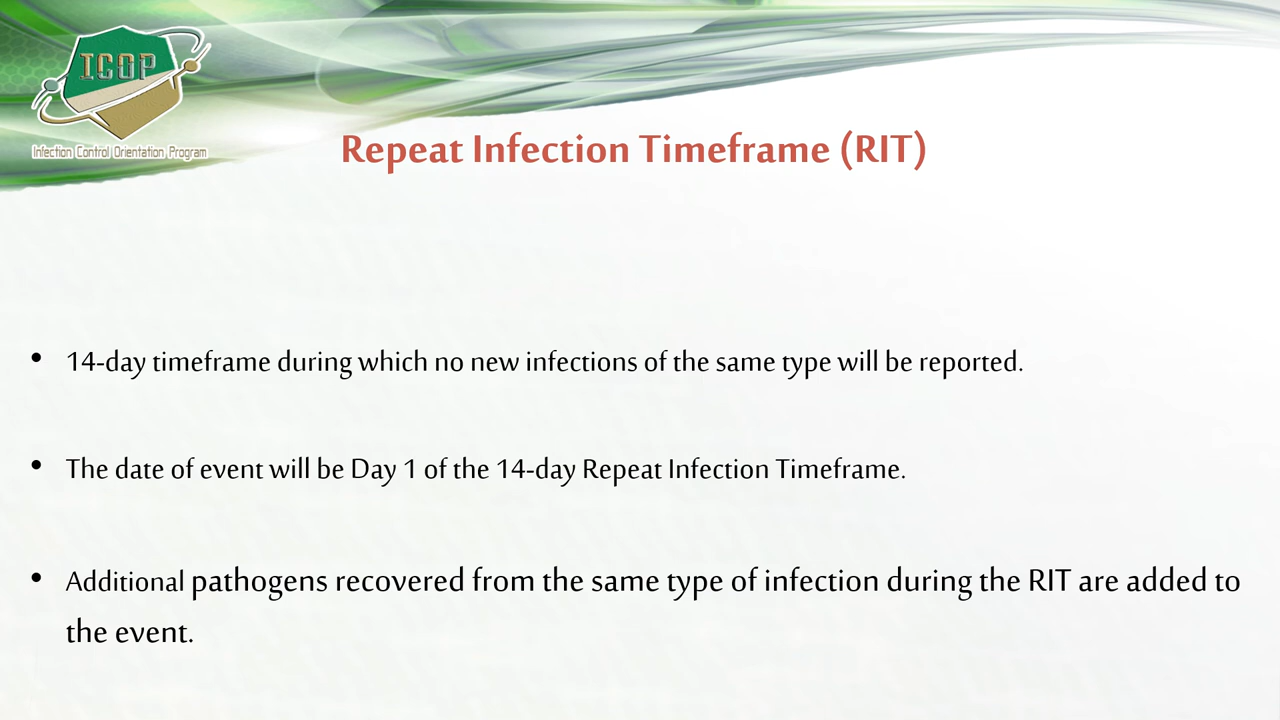 ICOP
Infection Control Orientation Program
Repeat Infection Timeframe (RIT)
• 14-day timeframe during which no new infections of the same type will be reported.
• The date of event will be Day 1 of the 14-day Repeat Infection Timeframe.
• Additional pathogens recovered from the same type of infection during the RIT are added to
the event.